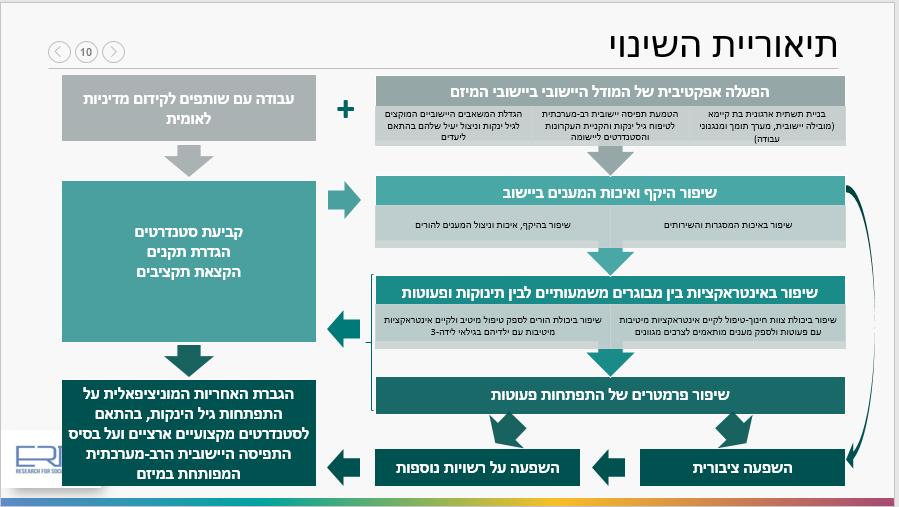 תיאוריית השינוי
10
הפעלה אפקטיבית של המודל היישובי ביישובי המיזם
בניית תשתית ארגונית בת קיימא
(מובילה יישובית, מערך תומך ומנגנוני
עבודה)
הטמעת תפיסה יישובית רב-מערכתית
לטיפוח גיל ינקות והקניית העקרונות
והסטנדרטים ליישומה
הגדלת המשאבים היישוביים המוקצים
לגיל ינקות וניצול יעיל שלהם בהתאם
ליעדים
+
עבודה עם שותפים לקידום מדיניות
לאומית
שיפור היקף ואיכות המענים ביישוב
שיפור באיכות המסגרות והשירותים
שיפור בהיקף, איכות וניצול המענים להורים
קביעת סטנדרטים
הגדרת תקנים
הקצאת תקציבים
שיפור באינטראקציות בין מבוגרים משמעותיים לבין תינוקות ופעוטות
שיפור ביכולת צוות חינוך-טיפול לקיים אינטראקציות מיטיבות
עם פעוטות ולספק מענים מותאמים לצרכים מגוונים
שיפור ביכולת הורים לספק טיפול מיטיב ולקיים אינטראקציות
מיטיבות עם ילדיהם בגילאי לידה-3
שיפור פרמטרים של התפתחות פעוטות
השפעה ציבורית
השפעה על רשויות נוספות
הגברת האחריות המוניציפאלית על
התפתחות גיל הינקות, בהתאם
לסטנדרטים מקצועיים ארציים ועל בסיס
התפיסה היישובית הרב-מערכתית
המפותחת במיזם